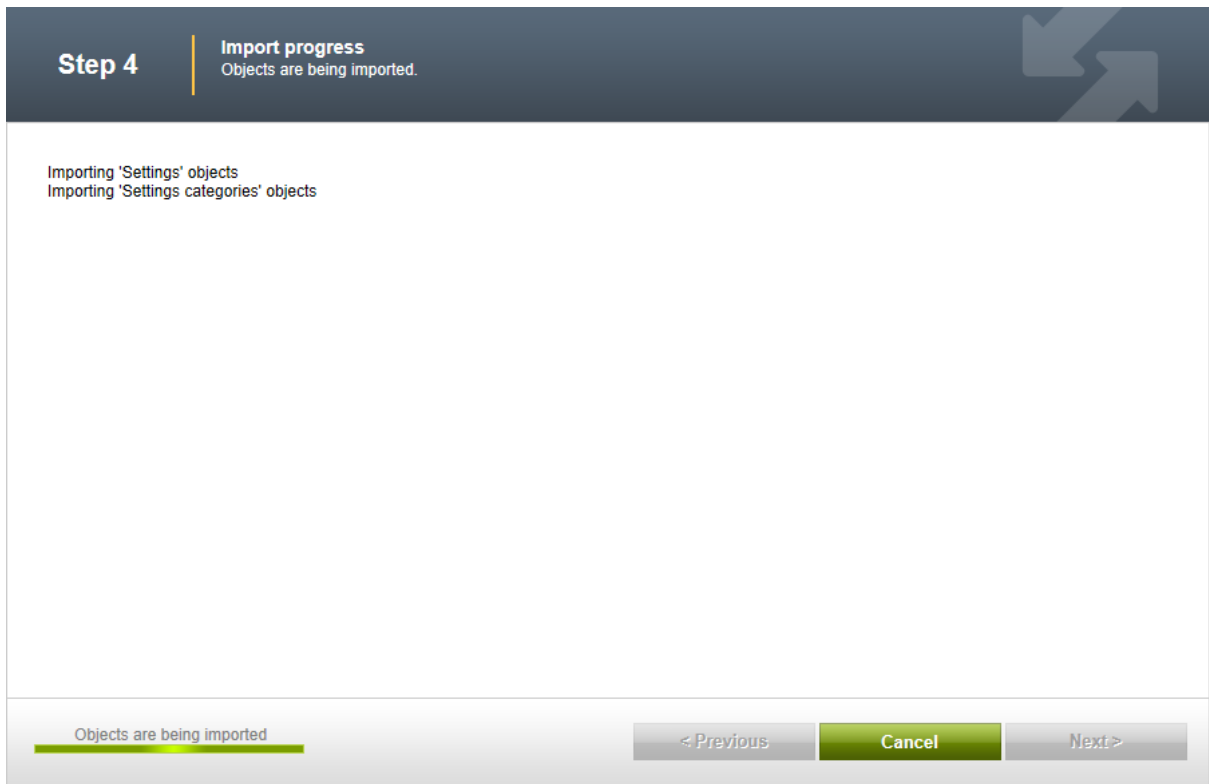 Step 4
Import progress
Objects are being imported.
Importing 'Settings' objects
Importing 'Settings categories' objects
Objects are being imported
< Previous
Cancel
Next >